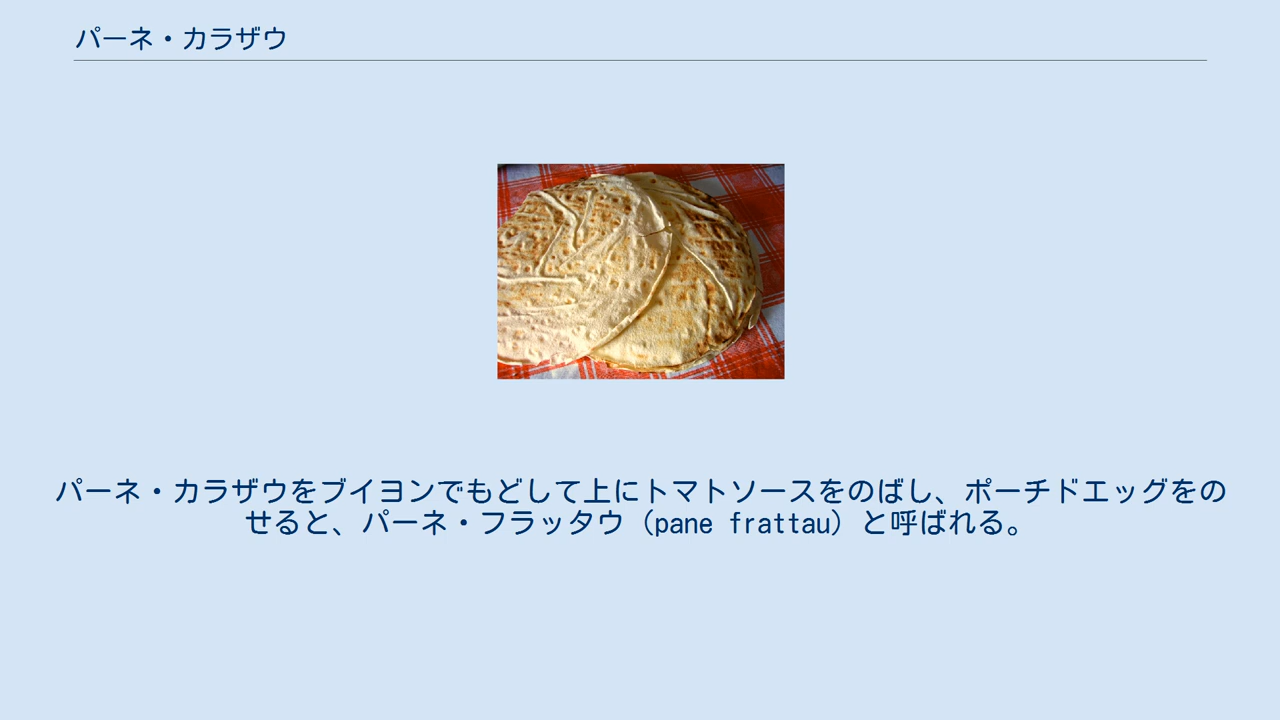 パーネ・カラザウ
パーネ・カラザウをブイヨンでもどして上にトマトソースをのばし、ポーチドエッグをの
せると、パーネ・フラッタウ（pane frattau）と呼ばれる。